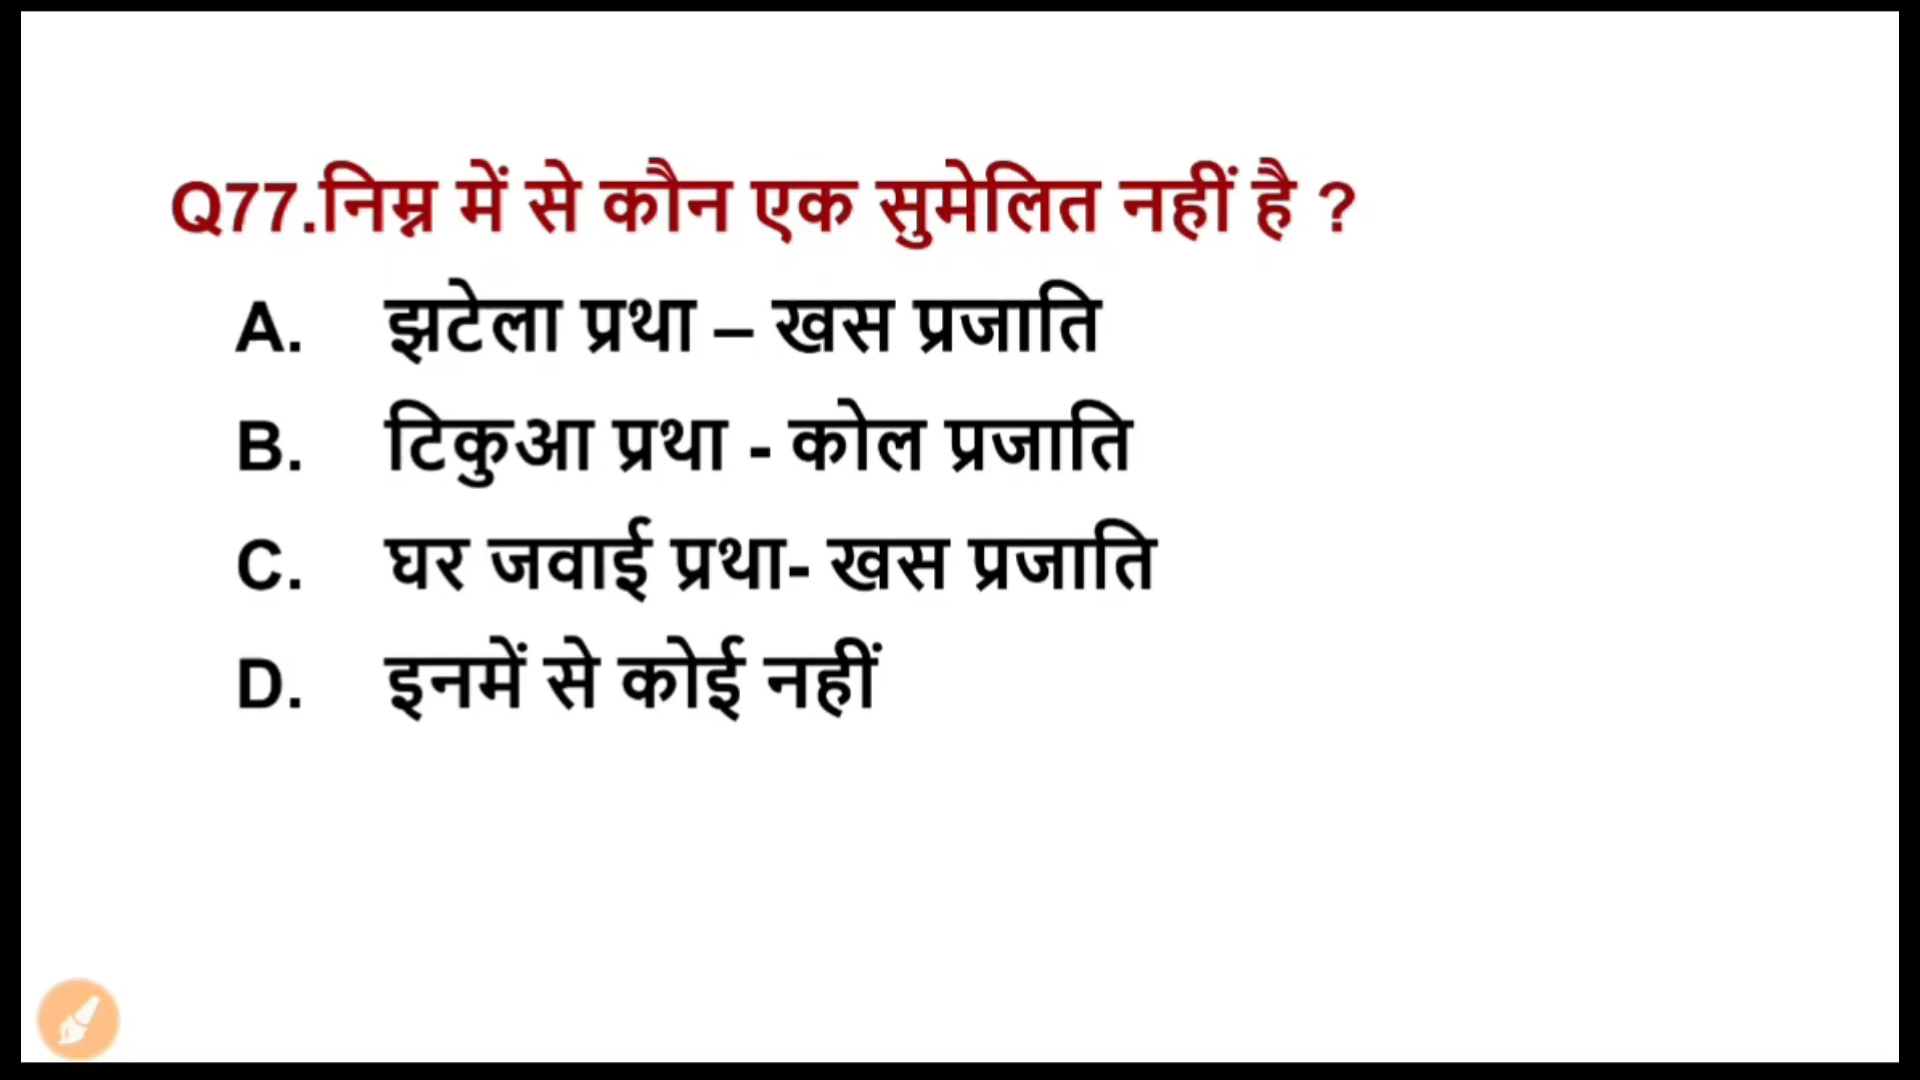 Q77.निम्न में से कौन एक सुमेलित नहीं है ?
A. झटेला प्रथा – खस प्रजाति
B. टिकुआ प्रथा - कोल प्रजाति
C. घर जवाई प्रथा- खस प्रजाति
D. इनमें से कोई नहीं